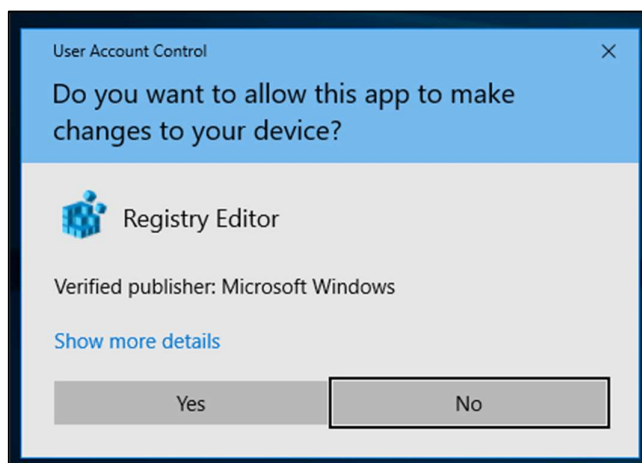 User Account Control
Do you want to allow this app to make
changes to your device?
Registry Editor
Verified publisher: Microsoft Windows
Show more details
Yes
No